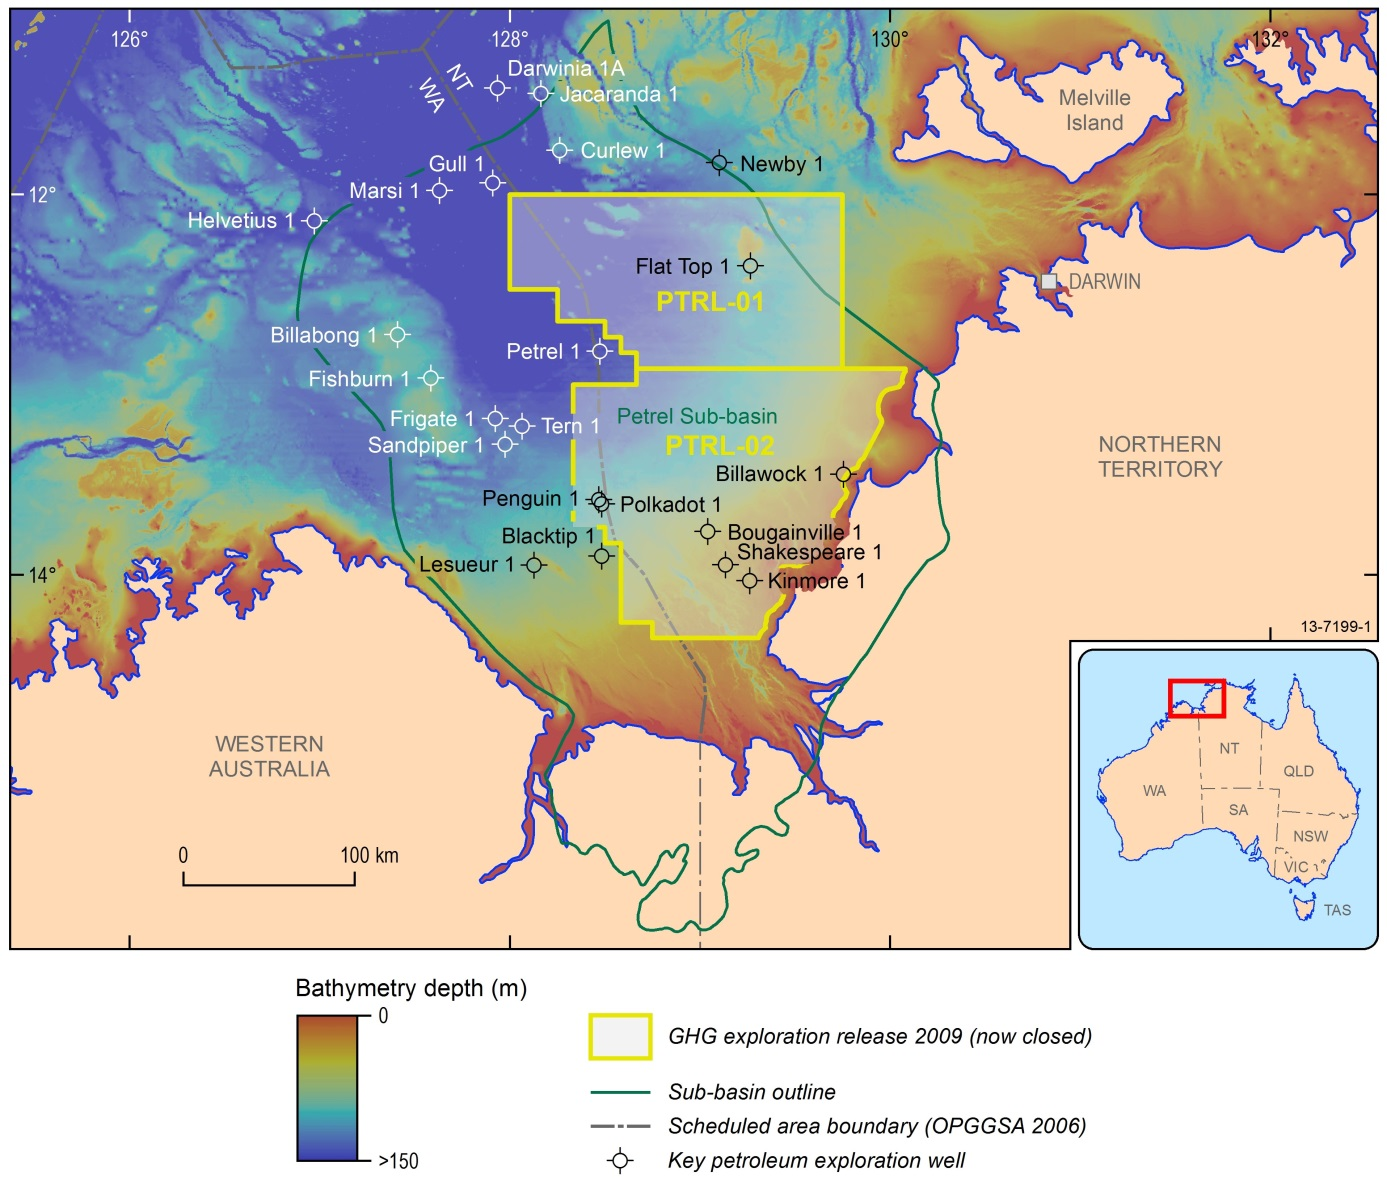 126°
128°
130°
132°
Darwinia 1A
NT
WA
Jacaranda 1
Melville
Island
Curlew 1
Newby 1
Gull 1
Marsi 1
12°
Helvetius 1
Flat Top 1
DARWIN
PTRL-01
Billabong 1
Petrel 1
Fishburn 1
Petrel Sub-basin
Frigate 1
Tern 1
Sandpiper 1
PTRL-02
NORTHERN
TERRITORY
Billawock 1
Penguin 1
Polkadot 1
Blacktip 1
Bougainville 1
Shakespeare 1
Lesueur 1
14°
Kinmore 1
13-7199-1
WESTERN
AUSTRALIA
0
100 km
NT
QLD
WA
SA
NSW
VIC
TAS
Bathymetry depth (m)
0
>150
GHG exploration release 2009 (now closed)
Sub-basin outline
Scheduled area boundary (OPGGSA 2006)
Key petroleum exploration well